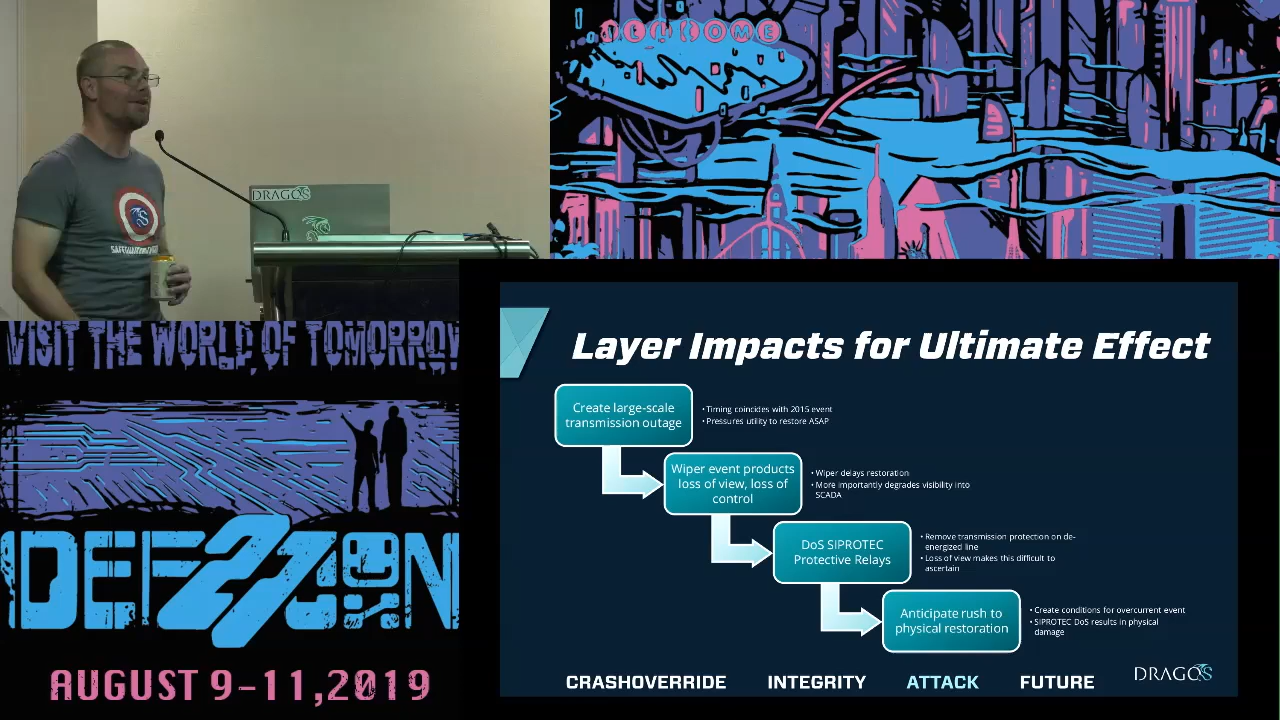 WELCOME
DRAGOS
SAFEGUARDING
VISIT THE WORLD OF TOMORROW
DEF CON
27
AUGUST 9-11,2019
Layer Impacts for Ultimate Effect
Create large-scale
transmission outage
• Timing coincides with 2015 event
• Pressures utility to restore ASAP
Wiper event products
loss of view, loss of
control
• Wiper delays restoration
• More importantly degrades visibility into
SCADA
DoS SIPROTEC
Protective Relays
• Remove transmission protection on de-
energized line
• Loss of view makes this difficult to
ascertain
Anticipate rush to
physical restoration
• Create conditions for overcurrent event
• SIPROTEC DoS results in physical
damage
CRASHOVERRIDE INTEGRITY ATTACK FUTURE
DRAGOS